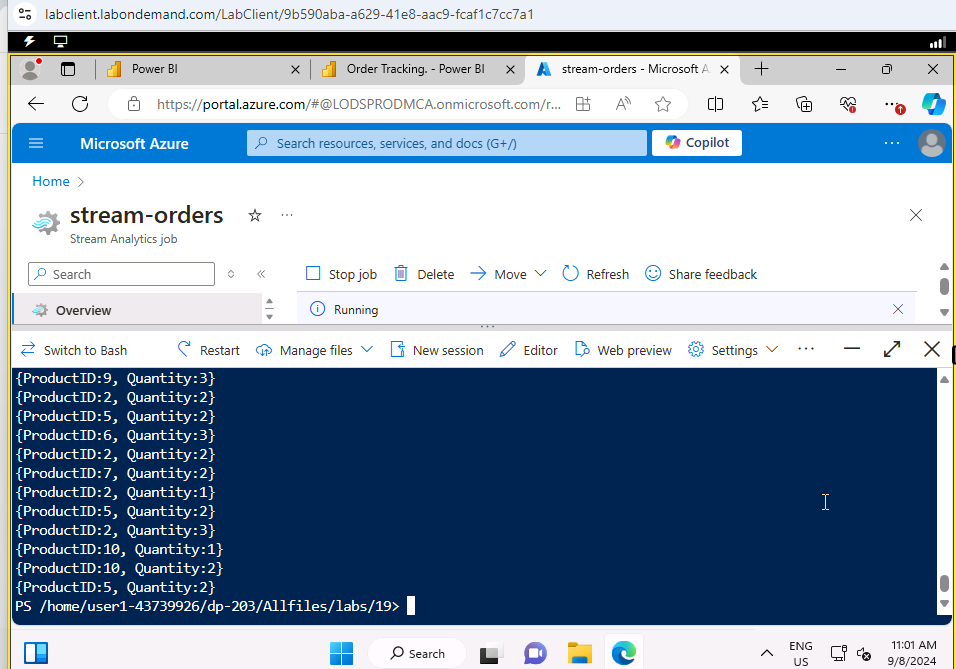 labclient.labondemand.com/LabClient/9b590aba-a629-41e8-aac9-fcaf1c7cc7a1
Power BI
Order Tracking. - Power BI
stream-orders - Microsoft A
https://portal.azure.com/#@LODSPRODMCA.onmicrosoft.com/r...
Microsoft Azure
Search resources, services, and docs (G+/)
Copilot
Home
stream-orders
Stream Analytics job
Search
Stop job
Delete
Move
Refresh
Share feedback
Overview
Running
Switch to Bash
Restart
Manage files
New session
Editor
Web preview
Settings
{ProductID:9, Quantity:3}
{ProductID:2, Quantity:2}
{ProductID:5, Quantity:2}
{ProductID:6, Quantity:3}
{ProductID:2, Quantity:2}
{ProductID:7, Quantity:2}
{ProductID:2, Quantity:1}
{ProductID:5, Quantity:2}
{ProductID:2, Quantity:3}
{ProductID:10, Quantity:1}
{ProductID:10, Quantity:2}
{ProductID:5, Quantity:2}
PS /home/user1-43739926/dp-203/Allfiles/labs/19>
Search
ENG
US
11:01 AM
9/8/2024